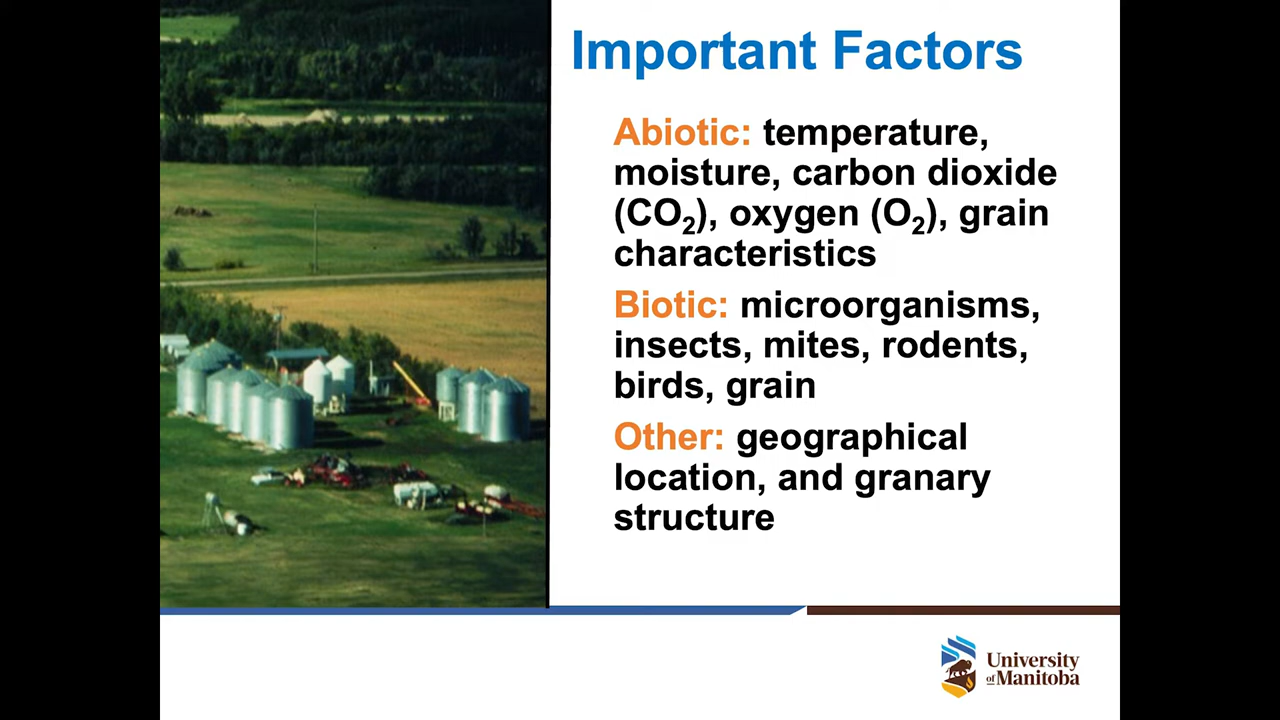 Important Factors
Abiotic: temperature,
moisture, carbon dioxide
(CO₂), oxygen (O₂), grain
characteristics
Biotic: microorganisms,
insects, mites, rodents,
birds, grain
Other: geographical
location, and granary
structure
University
of Manitoba